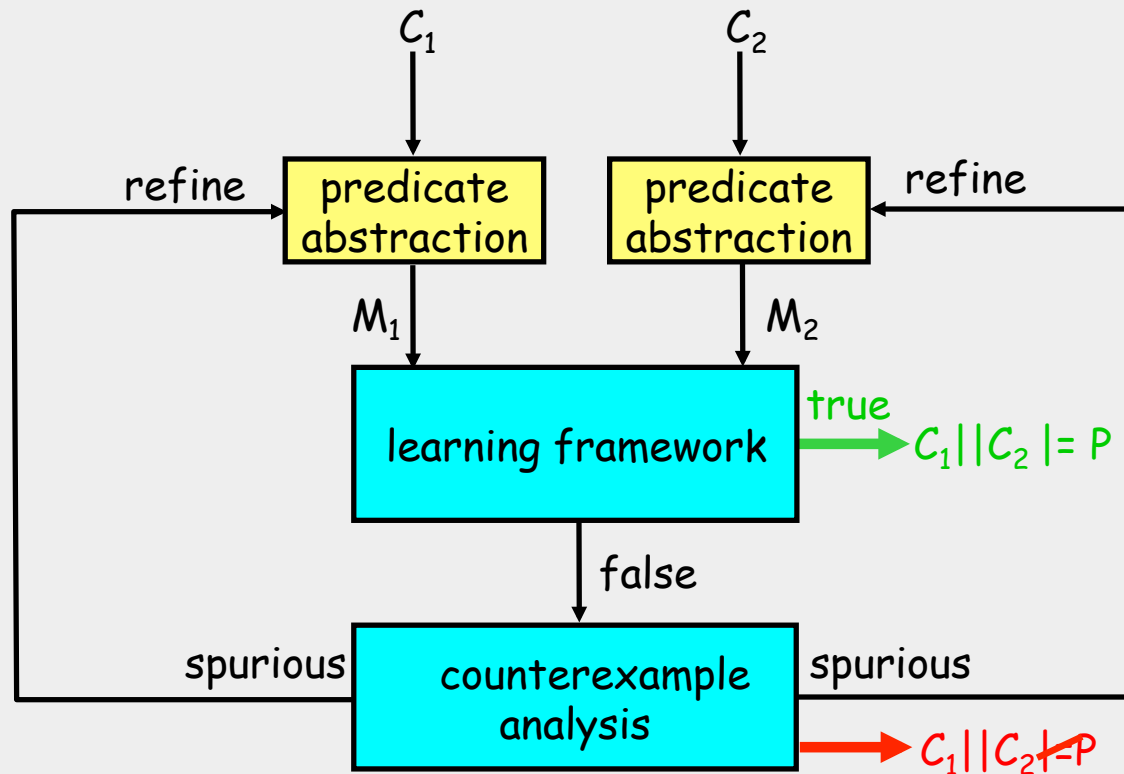 C₁ C₂
refine
predicate
abstraction
predicate
abstraction
refine
M₁ M₂
learning framework
true
C₁||C₂ |= P
false
spurious
counterexample
analysis
spurious
C₁||C₂|=P